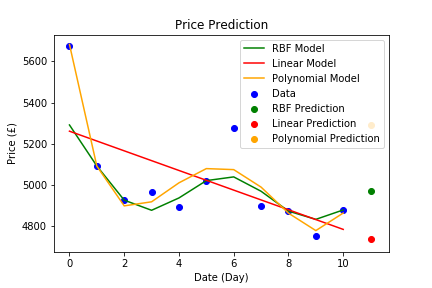 Price Prediction
RBF Model
Linear Model
Polynomial Model
Data
RBF Prediction
Linear Prediction
Polynomial Prediction
5600
5400
5200
5000
4800
Price (£)
0 2 4 6 8 10
Date (Day)